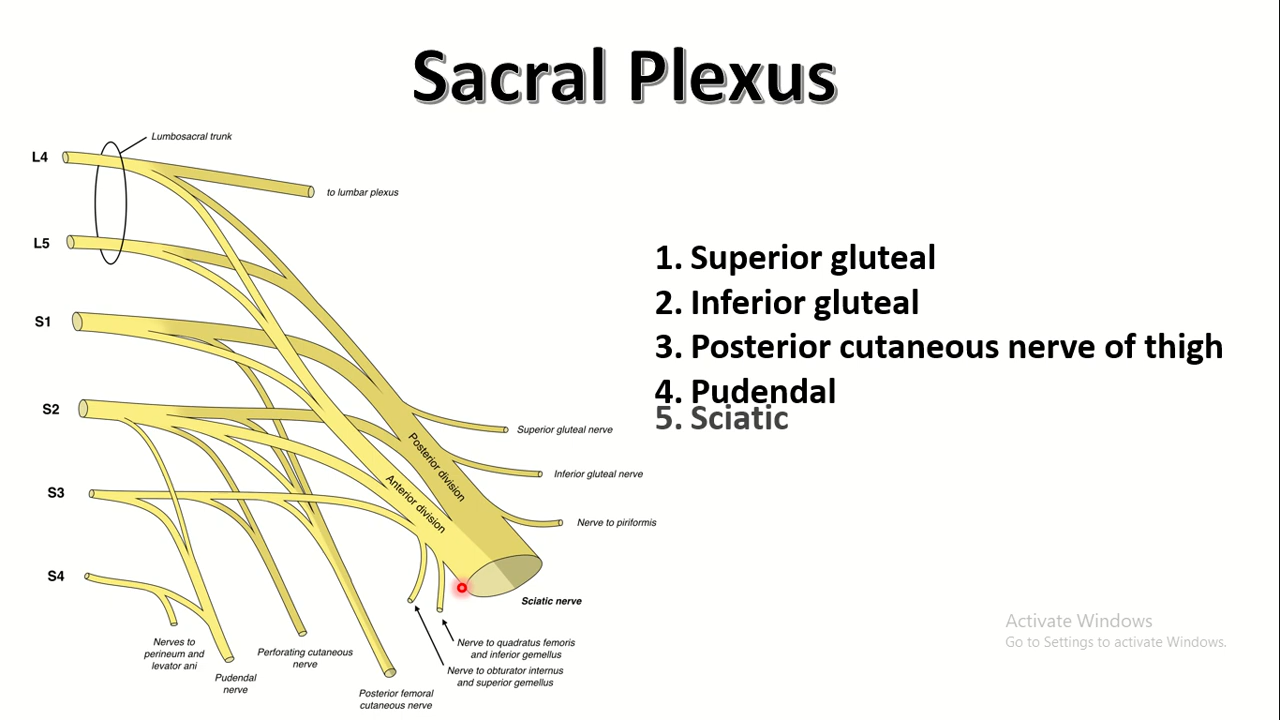 Sacral Plexus
Lumbosacral trunk
L4
to lumbar plexus
L5
S1
S2
S3
S4
Superior gluteal nerve
Inferior gluteal nerve
Nerve to piriformis
Posterior division
Anterior division
Sciatic nerve
Nerve to quadratus femoris
and inferior gemellus
Nerve to obturator internus
and superior gemellus
Nerves to
perineum and
levator ani
Pudendal
nerve
Perforating cutaneous
nerve
Posterior femoral
cutaneous nerve
1. Superior gluteal
2. Inferior gluteal
3. Posterior cutaneous nerve of thigh
4. Pudendal
5. Sciatic
Activate Windows
Go to Settings to activate Windows.